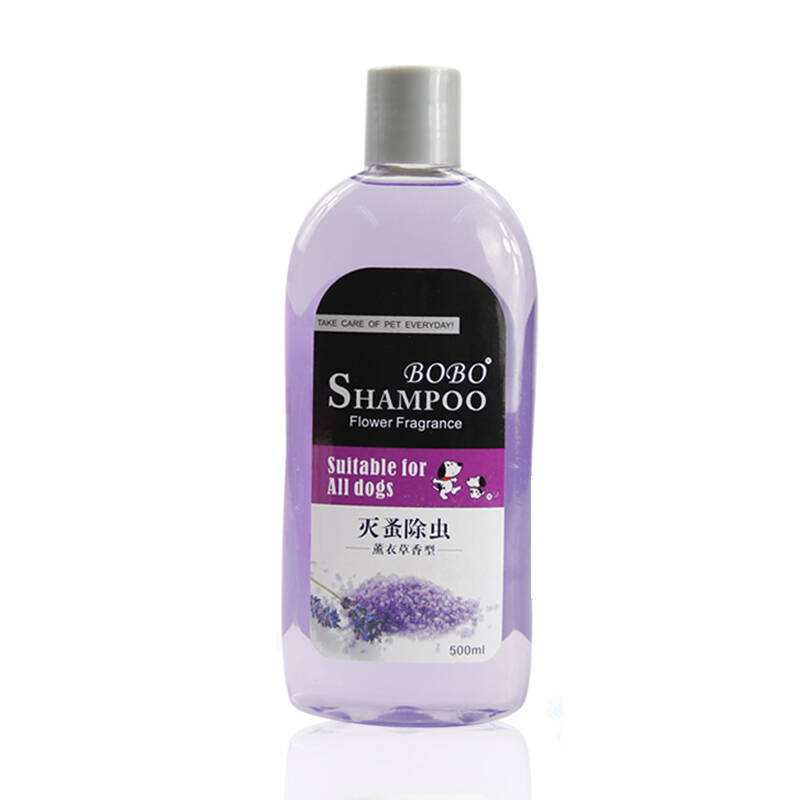 TAKE CARE OF PET EVERYDAY!
BOBO®
SHAMPOO
Flower Fragrance
Suitable for
All dogs
灭蚤除虫
薰衣草香型
500ml